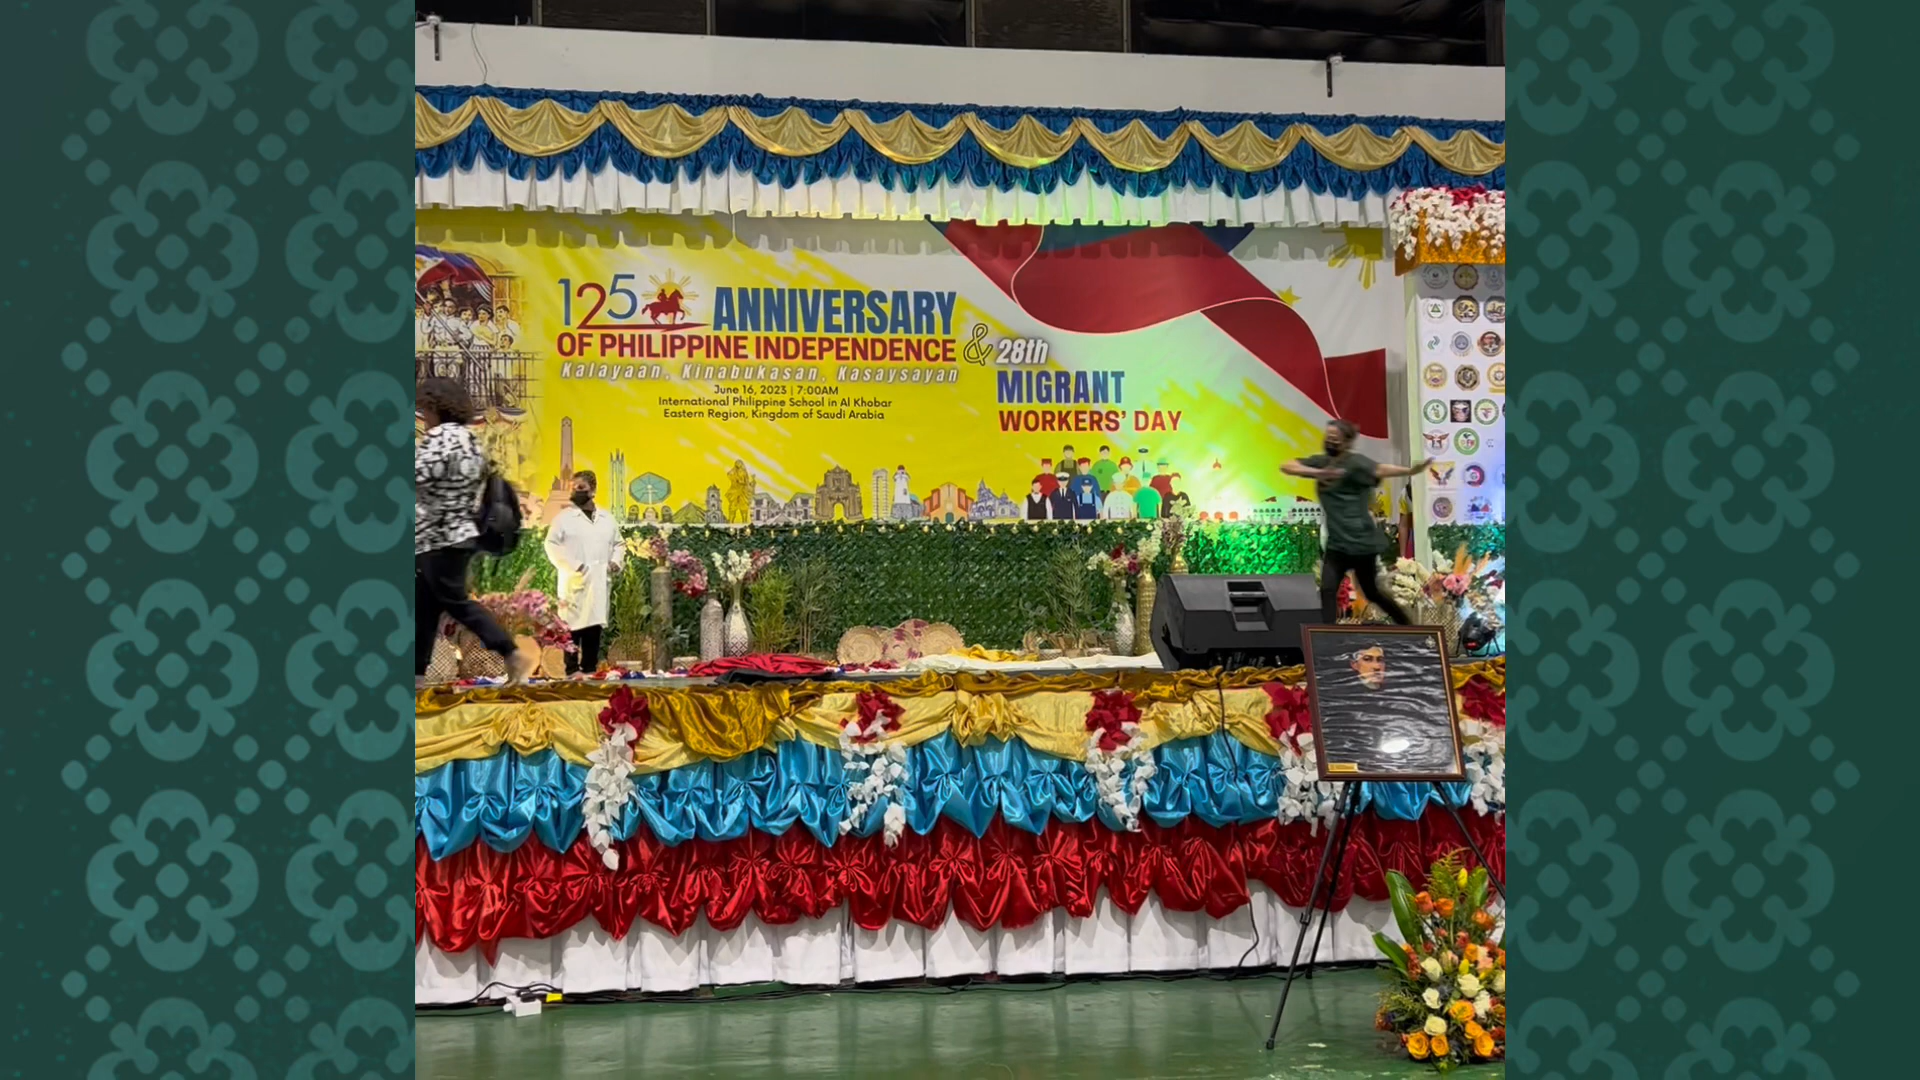 125 ANNIVERSARY
OF PHILIPPINE INDEPENDENCE
Kalayaan, Kinabukasan, Kasaysayan
June 16, 2023 | 7:00AM
International Philippine School in Al Khobar
Eastern Region, Kingdom of Saudi Arabia
& 28th
MIGRANT
WORKERS' DAY